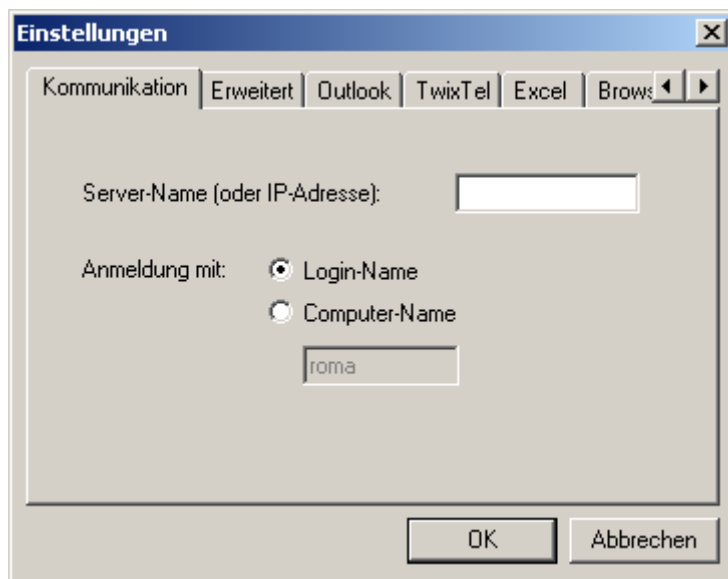 Einstellungen
Kommunikation Erweitert Outlook TwixTel Excel Brows
Server-Name (oder IP-Adresse):
Anmeldung mit: Login-Name
Computer-Name
roma
OK Abbrechen